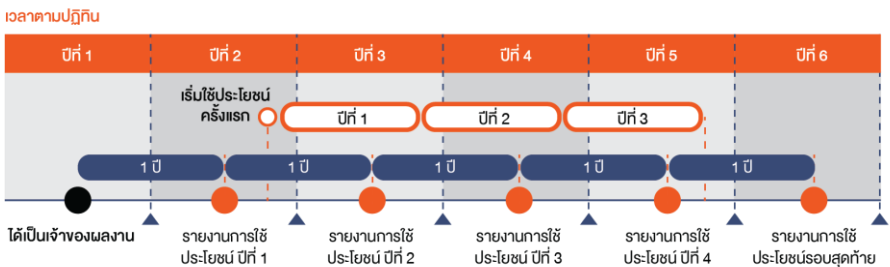 เวลาตามปฏิทิน
ปีที่ 1 ปีที่ 2 ปีที่ 3 ปีที่ 4 ปีที่ 5 ปีที่ 6
เริ่มใช้ประโยชน์
ครั้งแรก
ปีที่ 1 ปีที่ 2 ปีที่ 3
1 ปี 1 ปี 1 ปี 1 ปี 1 ปี
ได้เป็นเจ้าของผลงาน
รายงานการใช้
ประโยชน์ ปีที่ 1
รายงานการใช้
ประโยชน์ ปีที่ 2
รายงานการใช้
ประโยชน์ ปีที่ 3
รายงานการใช้
ประโยชน์ ปีที่ 4
รายงานการใช้
ประโยชน์รอบสุดท้าย